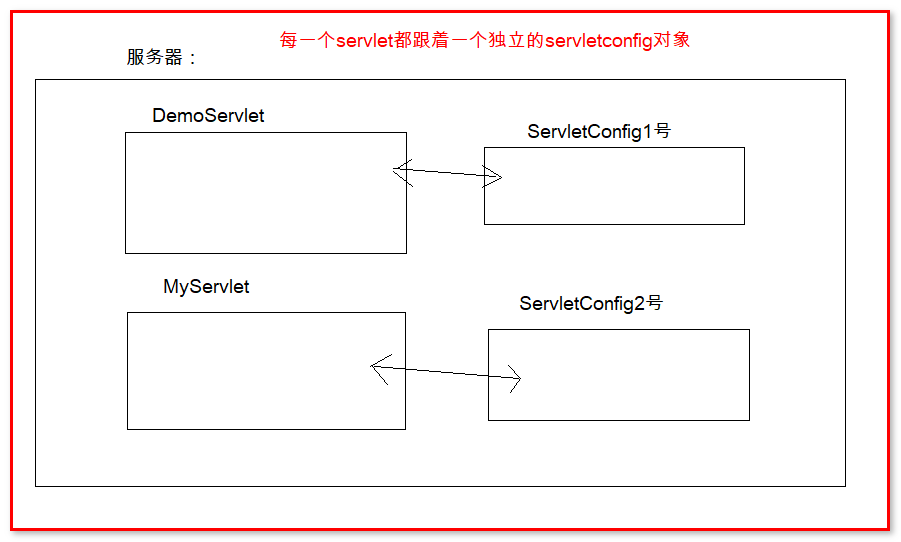 每一个servlet都跟着一个独立的servletconfig对象
服务器：
DemoServlet
ServletConfig1号
MyServlet
ServletConfig2号